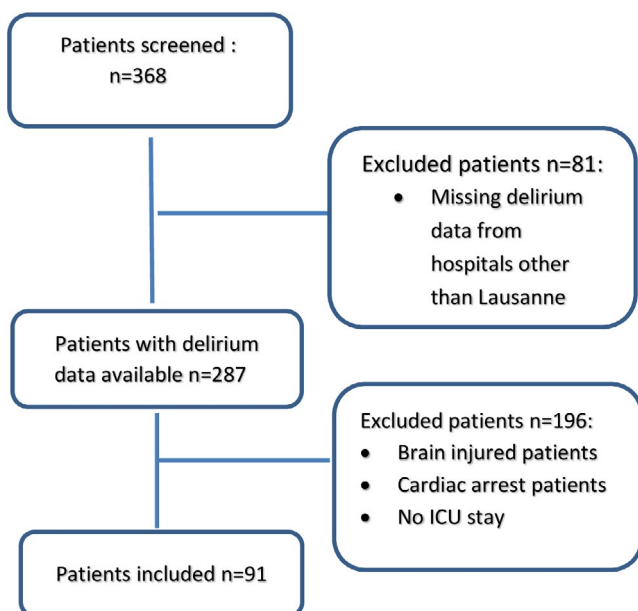 Patients screened :
n=368
Excluded patients n=81:
• Missing delirium
data from
hospitals other
than Lausanne
Patients with delirium
data available n=287
Excluded patients n=196:
• Brain injured patients
• Cardiac arrest patients
• No ICU stay
Patients included n=91